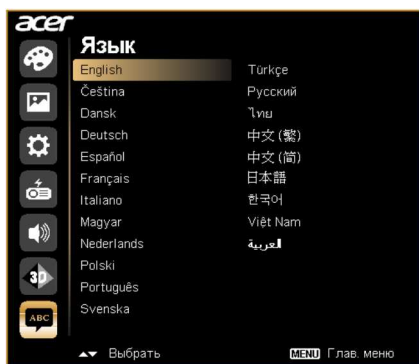 acer
Язык
English
Čeština
Dansk
Deutsch
Español
Français
Italiano
Magyar
Nederlands
Polski
Português
Svenska
Türkçe
Русский
ไทย
中文 (繁)
中文 (简)
日本語
한국어
Việt Nam
العربية
3D
ABC
Выбрать
MENU Глав. меню